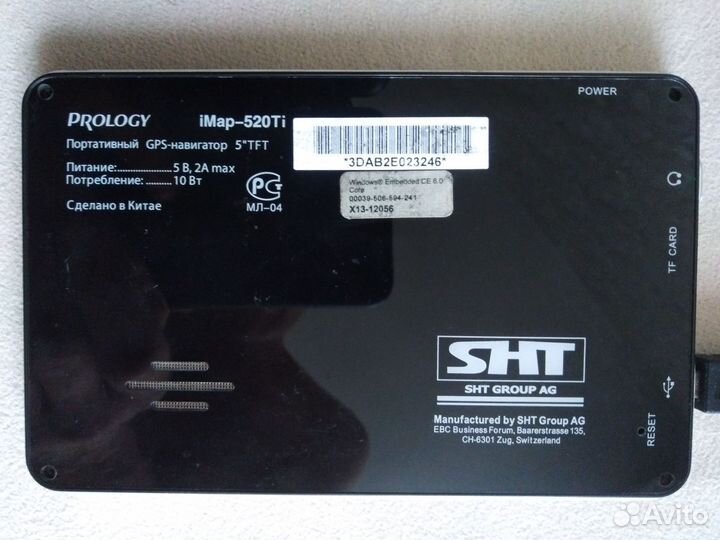 POWER
PROLOGY iMap-520Ti
Портативный GPS-навигатор 5"TFT
*3DAB2E023246*
Питание:......................5 В, 2А max
Потребление:..........10 Вт
Сделано в Китае
РС
МЛ-04
Windows® Embedded CE 6.0
Core
00039-506-594-241
X13-12056
TF CARD
SHT
SHT GROUP AG
Manufactured by SHT Group AG
EBC Business Forum, Baarerstrasse 135,
CH-6301 Zug, Switzerland
RESET
Avito